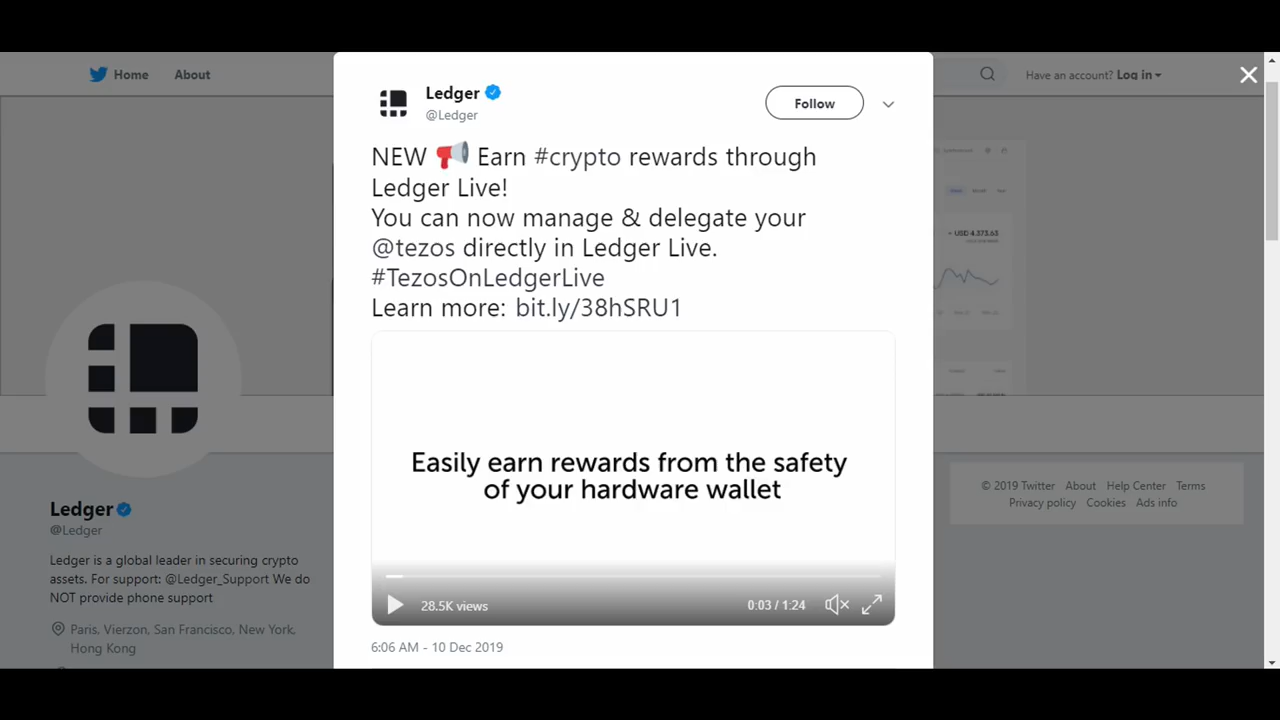 Home
About
Have an account? Log in
Ledger
@Ledger
Follow
NEW 📢 Earn #crypto rewards through
Ledger Live!
You can now manage & delegate your
@tezos directly in Ledger Live.
#TezosOnLedgerLive
Learn more: bit.ly/38hSRU1
Easily earn rewards from the safety
of your hardware wallet
28.5K views
0:03 / 1:24
6:06 AM - 10 Dec 2019
Ledger
@Ledger
Ledger is a global leader in securing crypto
assets. For support: @Ledger_Support We do
NOT provide phone support
Paris, Vierzon, San Francisco, New York,
Hong Kong
USD 4,373.63
© 2019 Twitter About Help Center Terms
Privacy policy Cookies Ads info